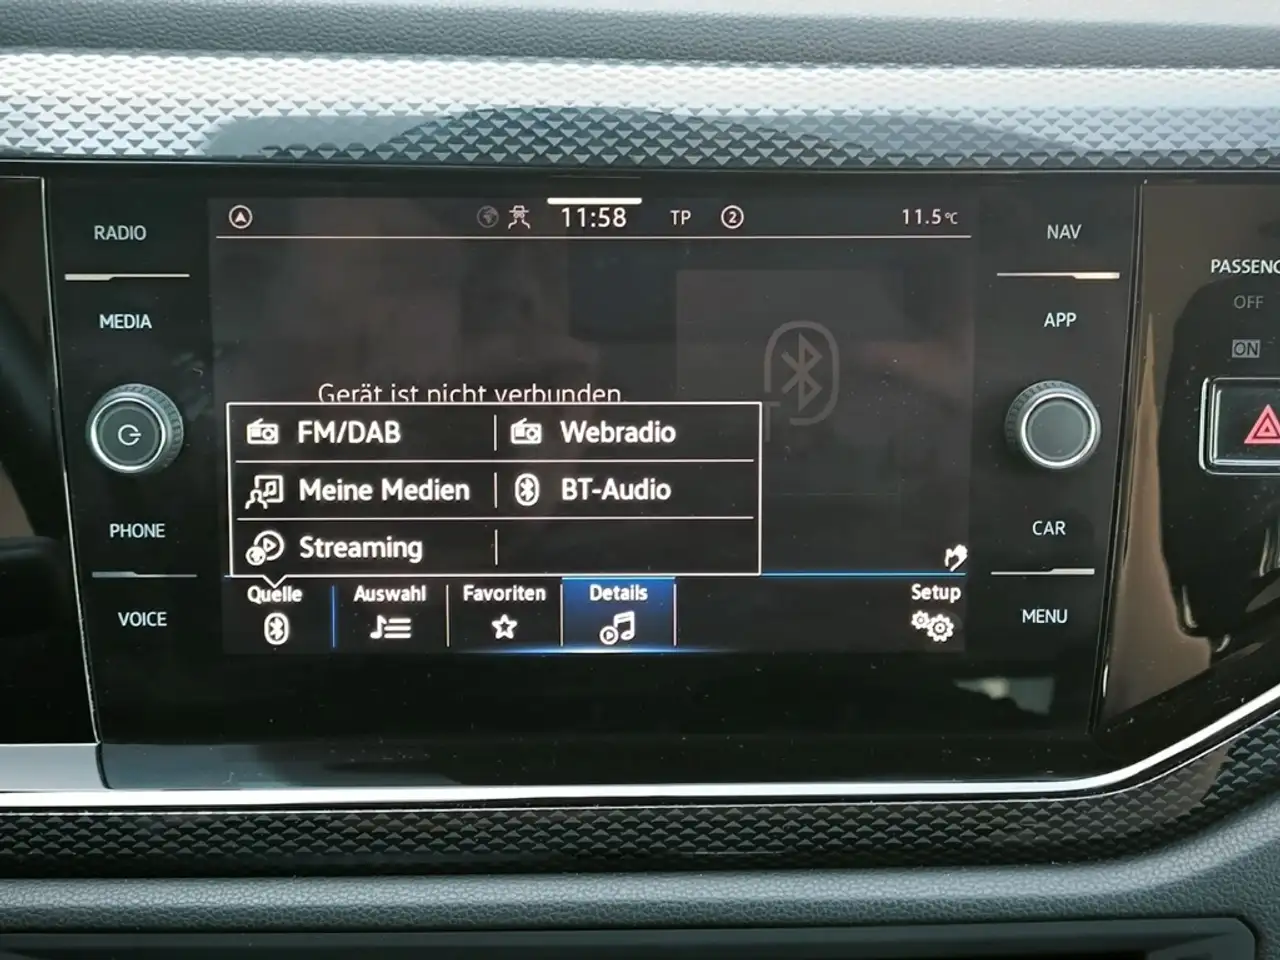 RADIO
MEDIA
PHONE
VOICE
11:58 TP 2 11.5°C
Gerät ist nicht verbunden.
FM/DAB Webradio
Meine Medien BT-Audio
Streaming
Quelle Auswahl Favoriten Details Setup
NAV
APP
CAR
MENU
PASSENG
OFF
ON